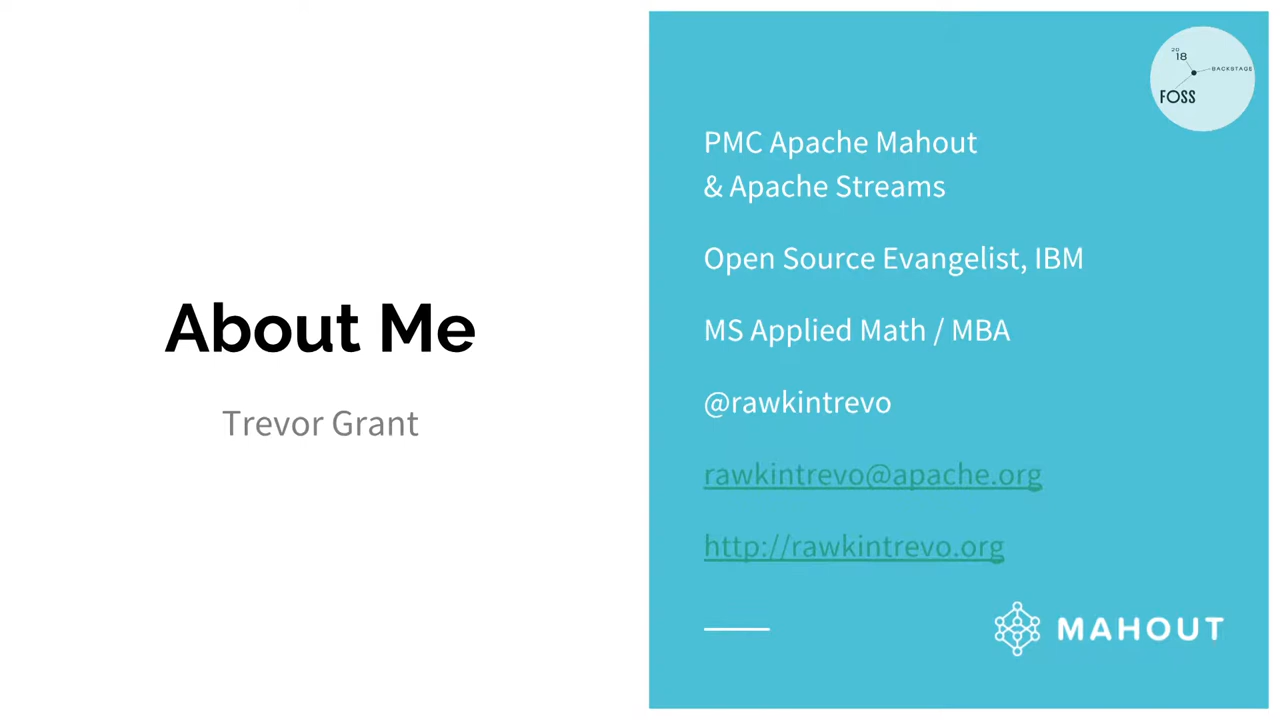 About Me
Trevor Grant
20
18
BACKSTAGE
FOSS
PMC Apache Mahout
& Apache Streams
Open Source Evangelist, IBM
MS Applied Math / MBA
@rawkintrevo
rawkintrevo@apache.org
http://rawkintrevo.org
MAHOUT